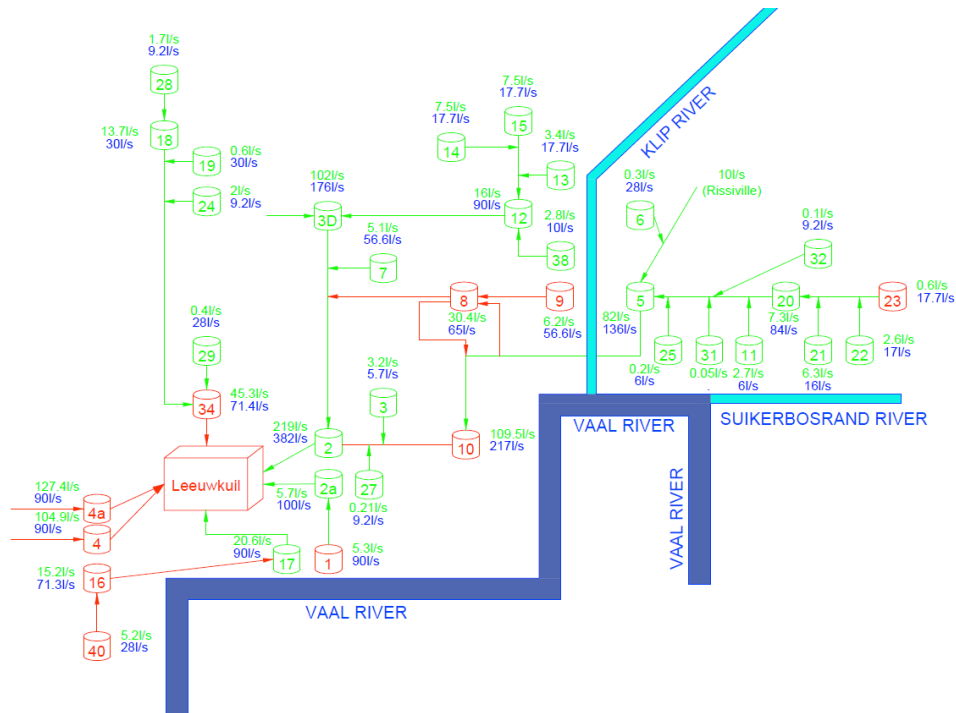 1.7l/s
9.2l/s
28
13.7l/s
30l/s
18
0.6l/s
30l/s
19
2l/s
9.2l/s
24
102l/s
176l/s
3D
5.1l/s
56.6l/s
7
7.5l/s
17.7l/s
15
7.5l/s
17.7l/s
14
3.4l/s
17.7l/s
13
16l/s
90l/s
12
2.8l/s
10l/s
38
KLIP RIVER
0.3l/s
28l/s
6
10l/s
(Rissiville)
0.1l/s
9.2l/s
32
8
30.4l/s
65l/s
9
6.2l/s
56.6l/s
5
82l/s
136l/s
20
7.3l/s
84l/s
23
0.6l/s
17.7l/s
25
0.2l/s
6l/s
31
0.05l/s
11
2.7l/s
6l/s
21
6.3l/s
16l/s
22
2.6l/s
17l/s
0.4l/s
28l/s
29
34
45.3l/s
71.4l/s
3.2l/s
5.7l/s
3
219l/s
382l/s
2
10
109.5l/s
217l/s
VAAL RIVER
SUIKERBOSRAND RIVER
VAAL RIVER
Leeuwkuil
2a
5.7l/s
100l/s
27
0.21l/s
9.2l/s
127.4l/s
90l/s
4a
104.9l/s
90l/s
4
20.6l/s
90l/s
17
1
5.3l/s
90l/s
15.2l/s
71.3l/s
16
VAAL RIVER
40
5.2l/s
28l/s